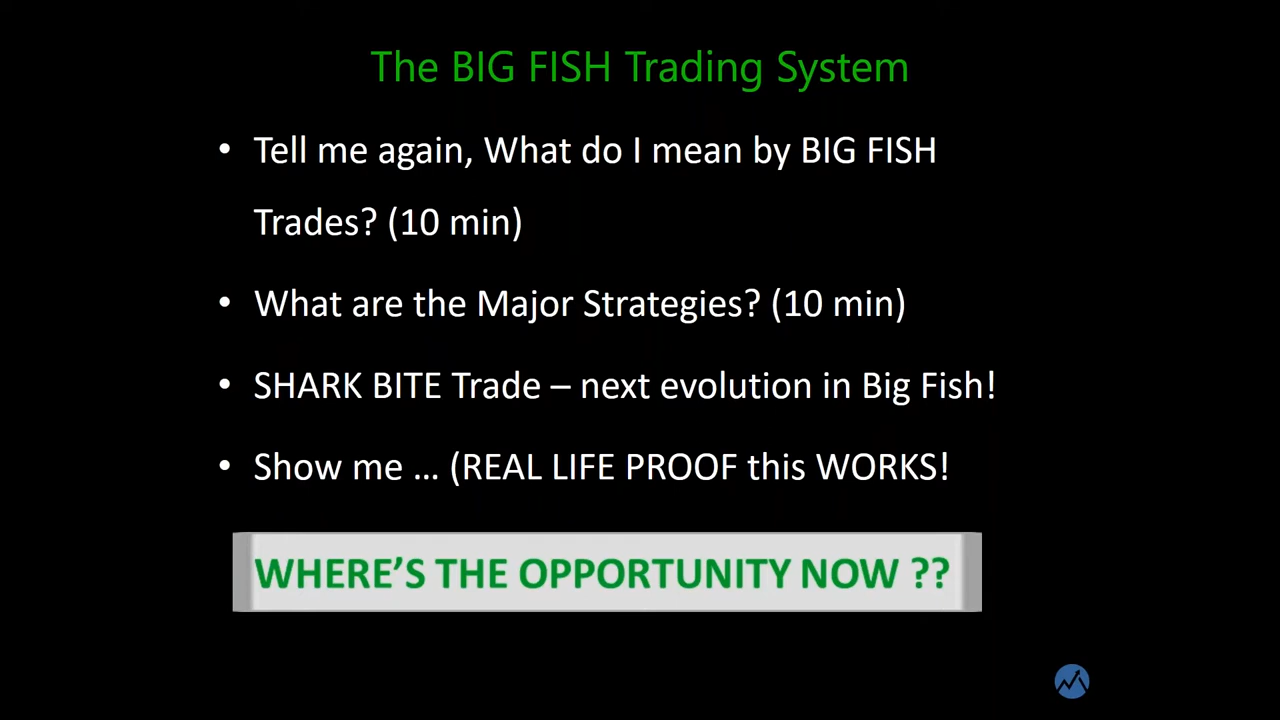 The BIG FISH Trading System
• Tell me again, What do I mean by BIG FISH
Trades? (10 min)
• What are the Major Strategies? (10 min)
• SHARK BITE Trade – next evolution in Big Fish!
• Show me … (REAL LIFE PROOF this WORKS!
WHERE’S THE OPPORTUNITY NOW ??